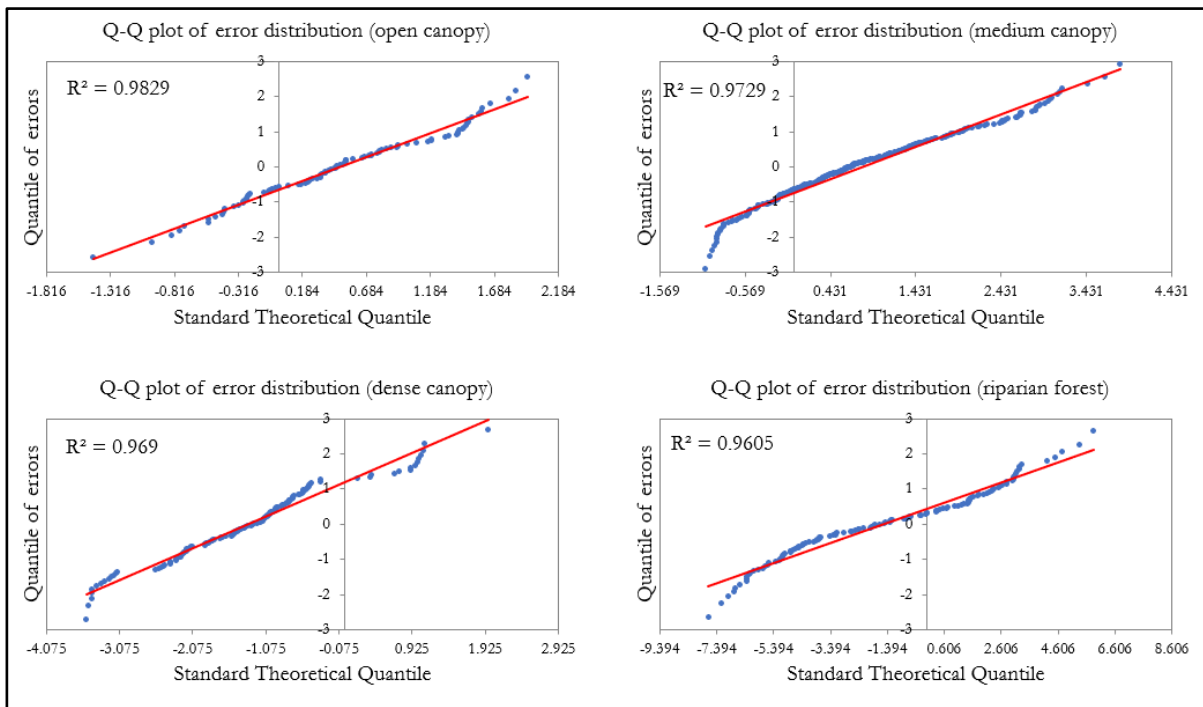 Q-Q plot of error distribution (open canopy)
R² = 0.9829
Quantile of errors
3
2
1
0
-1
-2
-3
-1.816 -1.316 -0.816 -0.316 0.184 0.684 1.184 1.684 2.184
Standard Theoretical Quantile
Q-Q plot of error distribution (medium canopy)
R² = 0.9729
Quantile of errors
3
2
1
0
-1
-2
-3
-1.569 -0.569 0.431 1.431 2.431 3.431 4.431
Standard Theoretical Quantile
Q-Q plot of error distribution (dense canopy)
R² = 0.969
Quantile of errors
3
2
1
0
-1
-2
-3
-4.075 -3.075 -2.075 -1.075 -0.075 0.925 1.925 2.925
Standard Theoretical Quantile
Q-Q plot of error distribution (riparian forest)
R² = 0.9605
Quantile of errors
3
2
1
0
-1
-2
-3
-9.394 -7.394 -5.394 -3.394 -1.394 0.606 2.606 4.606 6.606 8.606
Standard Theoretical Quantile